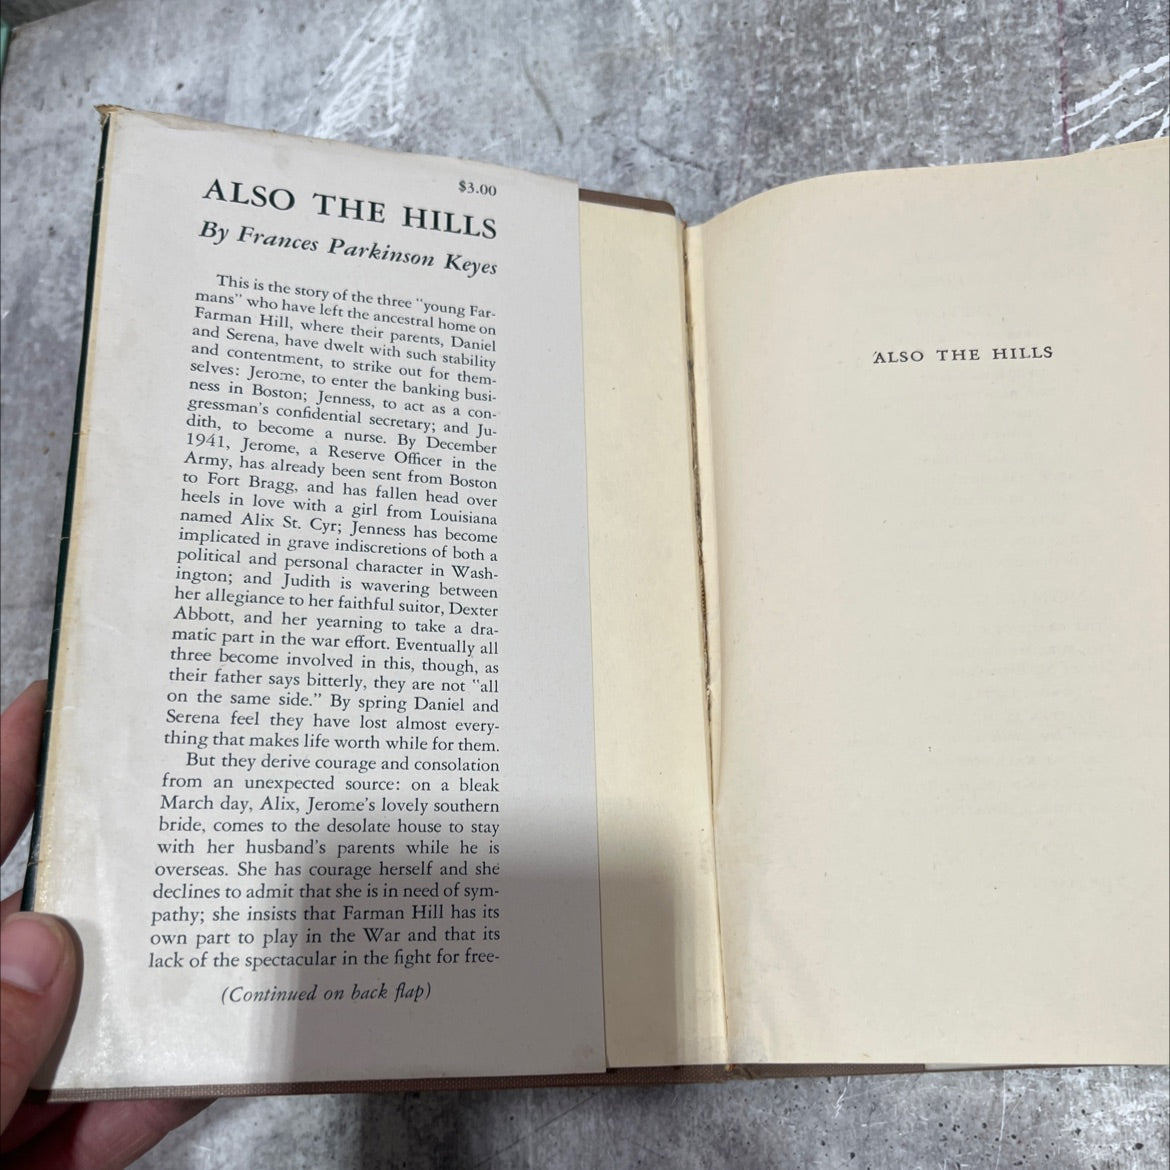 $3.00
ALSO THE HILLS
By Frances Parkinson Keyes
This is the story of the three "young Far-
mans" who have left the ancestral home on
Farman Hill, where their parents, Daniel
and Serena, have dwelt with such stability
and contentment, to strike out for them-
selves: Jerome, to enter the banking busi-
ness in Boston; Jenness, to act as a con-
gressman's confidential secretary; and Ju-
dith, to become a nurse. By December
1941, Jerome, a Reserve Officer in the
Army, has already been sent from Boston
to Fort Bragg, and has fallen head over
heels in love with a girl from Louisiana
named Alix St. Cyr; Jenness has become
implicated in grave indiscretions of both a
political and personal character in Wash-
ington; and Judith is wavering between
her allegiance to her faithful suitor, Dexter
Abbott, and her yearning to take a dra-
matic part in the war effort. Eventually all
three become involved in this, though, as
their father says bitterly, they are not "all
on the same side." By spring Daniel and
Serena feel they have lost almost every-
thing that makes life worth while for them.
But they derive courage and consolation
from an unexpected source: on a bleak
March day, Alix, Jerome's lovely southern
bride, comes to the desolate house to stay
with her husband's parents while he is
overseas. She has courage herself and she
declines to admit that she is in need of sym-
pathy; she insists that Farman Hill has its
own part to play in the War and that its
lack of the spectacular in the fight for free-
(Continued on back flap)
ALSO THE HILLS